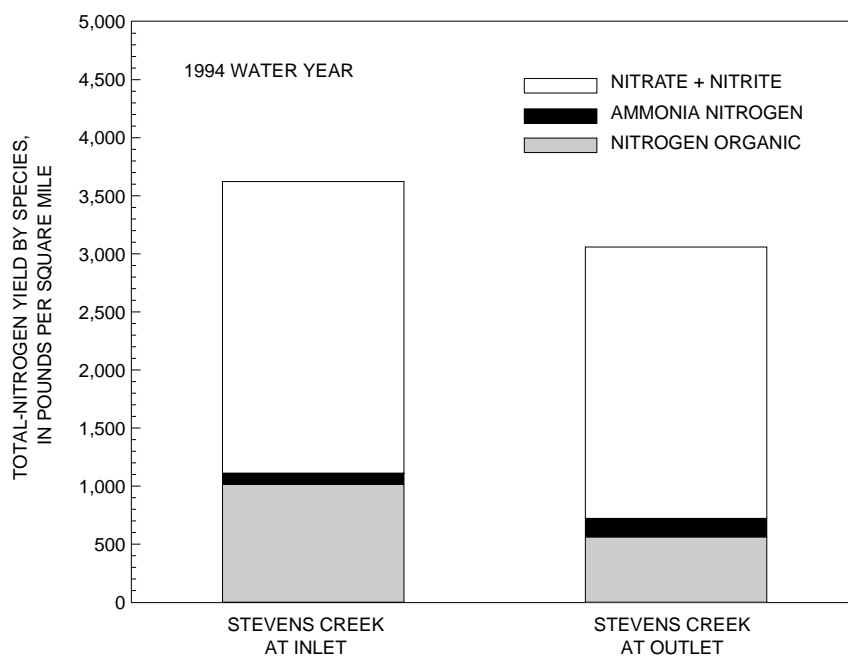 5,000
4,500
4,000
3,500
3,000
2,500
2,000
1,500
1,000
500
0
TOTAL-NITROGEN YIELD BY SPECIES,
IN POUNDS PER SQUARE MILE
1994 WATER YEAR
NITRATE + NITRITE
AMMONIA NITROGEN
NITROGEN ORGANIC
STEVENS CREEK
AT INLET
STEVENS CREEK
AT OUTLET